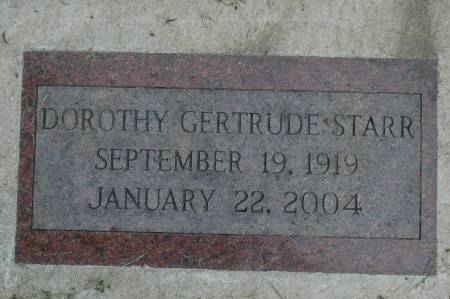 DOROTHY GERTRUDE STARR
SEPTEMBER 19, 1919
JANUARY 22, 2004